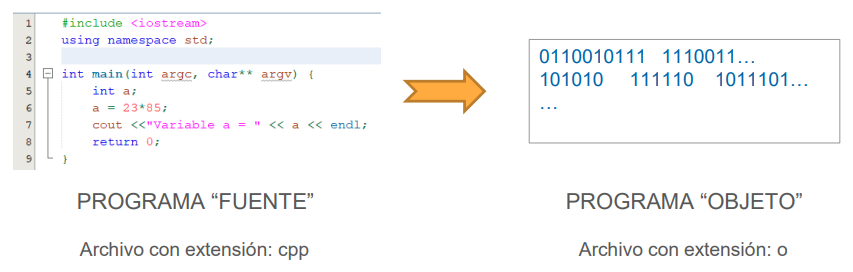 1 #include <iostream>
2 using namespace std;
3
4 int main(int argc, char** argv) {
5 int a;
6 a = 23*85;
7 cout <<"Variable a = " << a << endl;
8 return 0;
9 }
0110010111 1110011…
101010 111110 1011101…
…
PROGRAMA “FUENTE”
PROGRAMA “OBJETO”
Archivo con extensión: cpp
Archivo con extensión: o